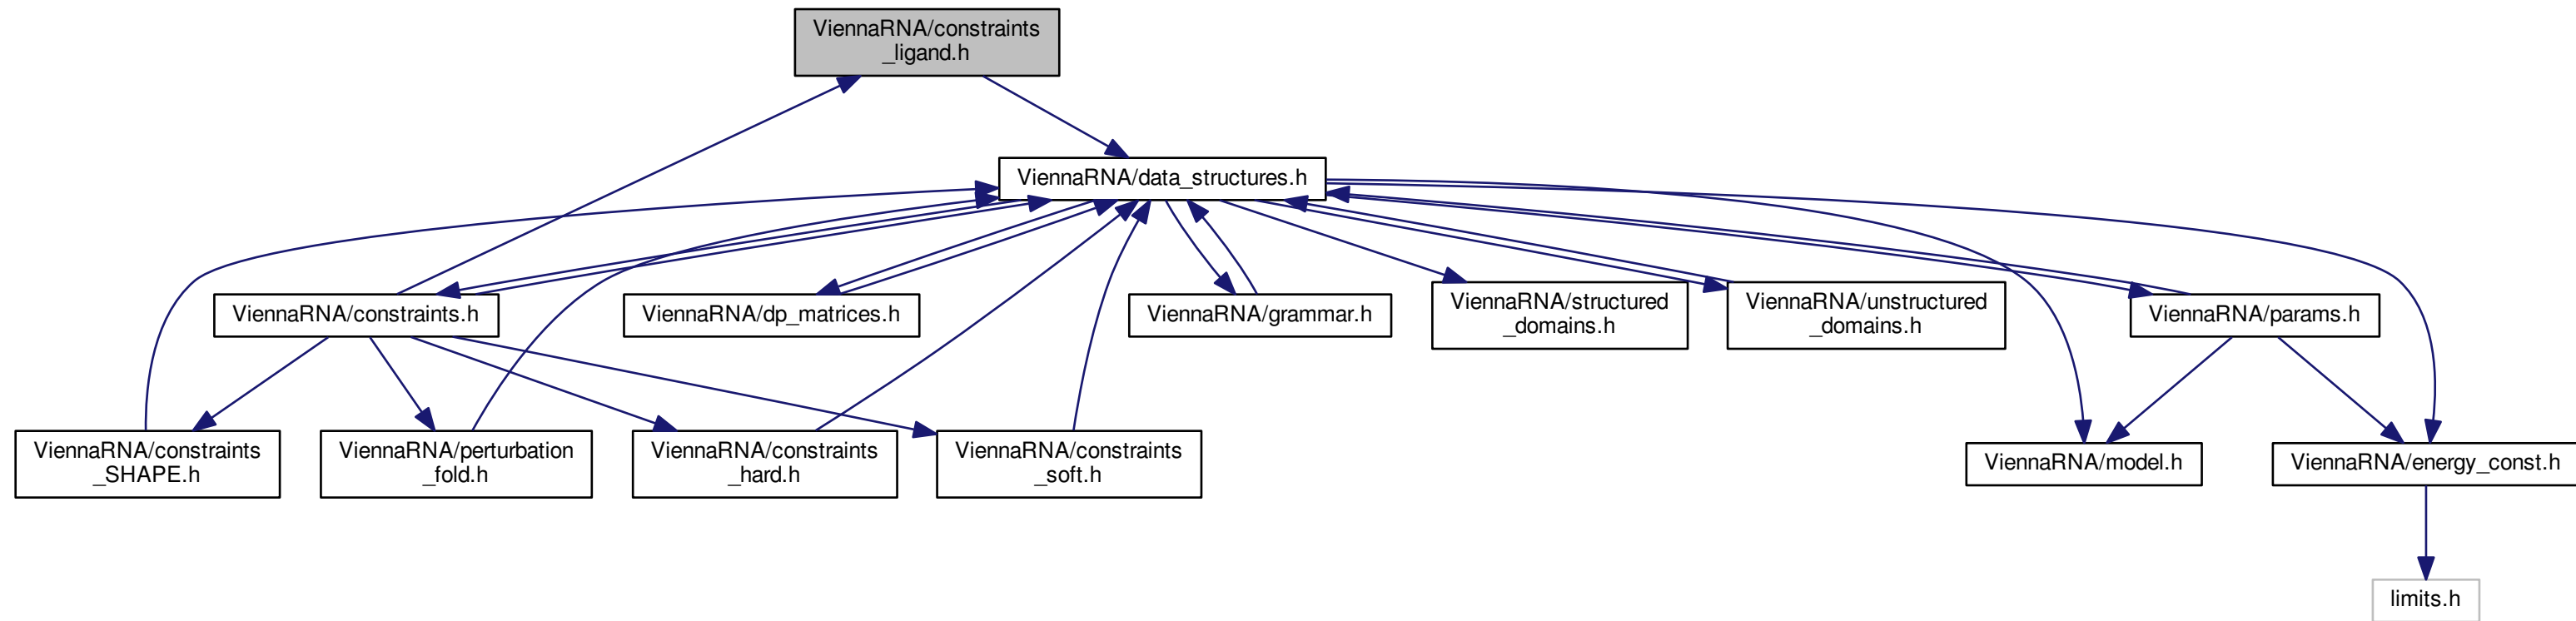 ViennaRNA/constraints
_ligand.h
ViennaRNA/data_structures.h
ViennaRNA/constraints.h
ViennaRNA/dp_matrices.h
ViennaRNA/grammar.h
ViennaRNA/structured
_domains.h
ViennaRNA/unstructured
_domains.h
ViennaRNA/params.h
ViennaRNA/constraints
_SHAPE.h
ViennaRNA/perturbation
_fold.h
ViennaRNA/constraints
_hard.h
ViennaRNA/constraints
_soft.h
ViennaRNA/model.h
ViennaRNA/energy_const.h
limits.h